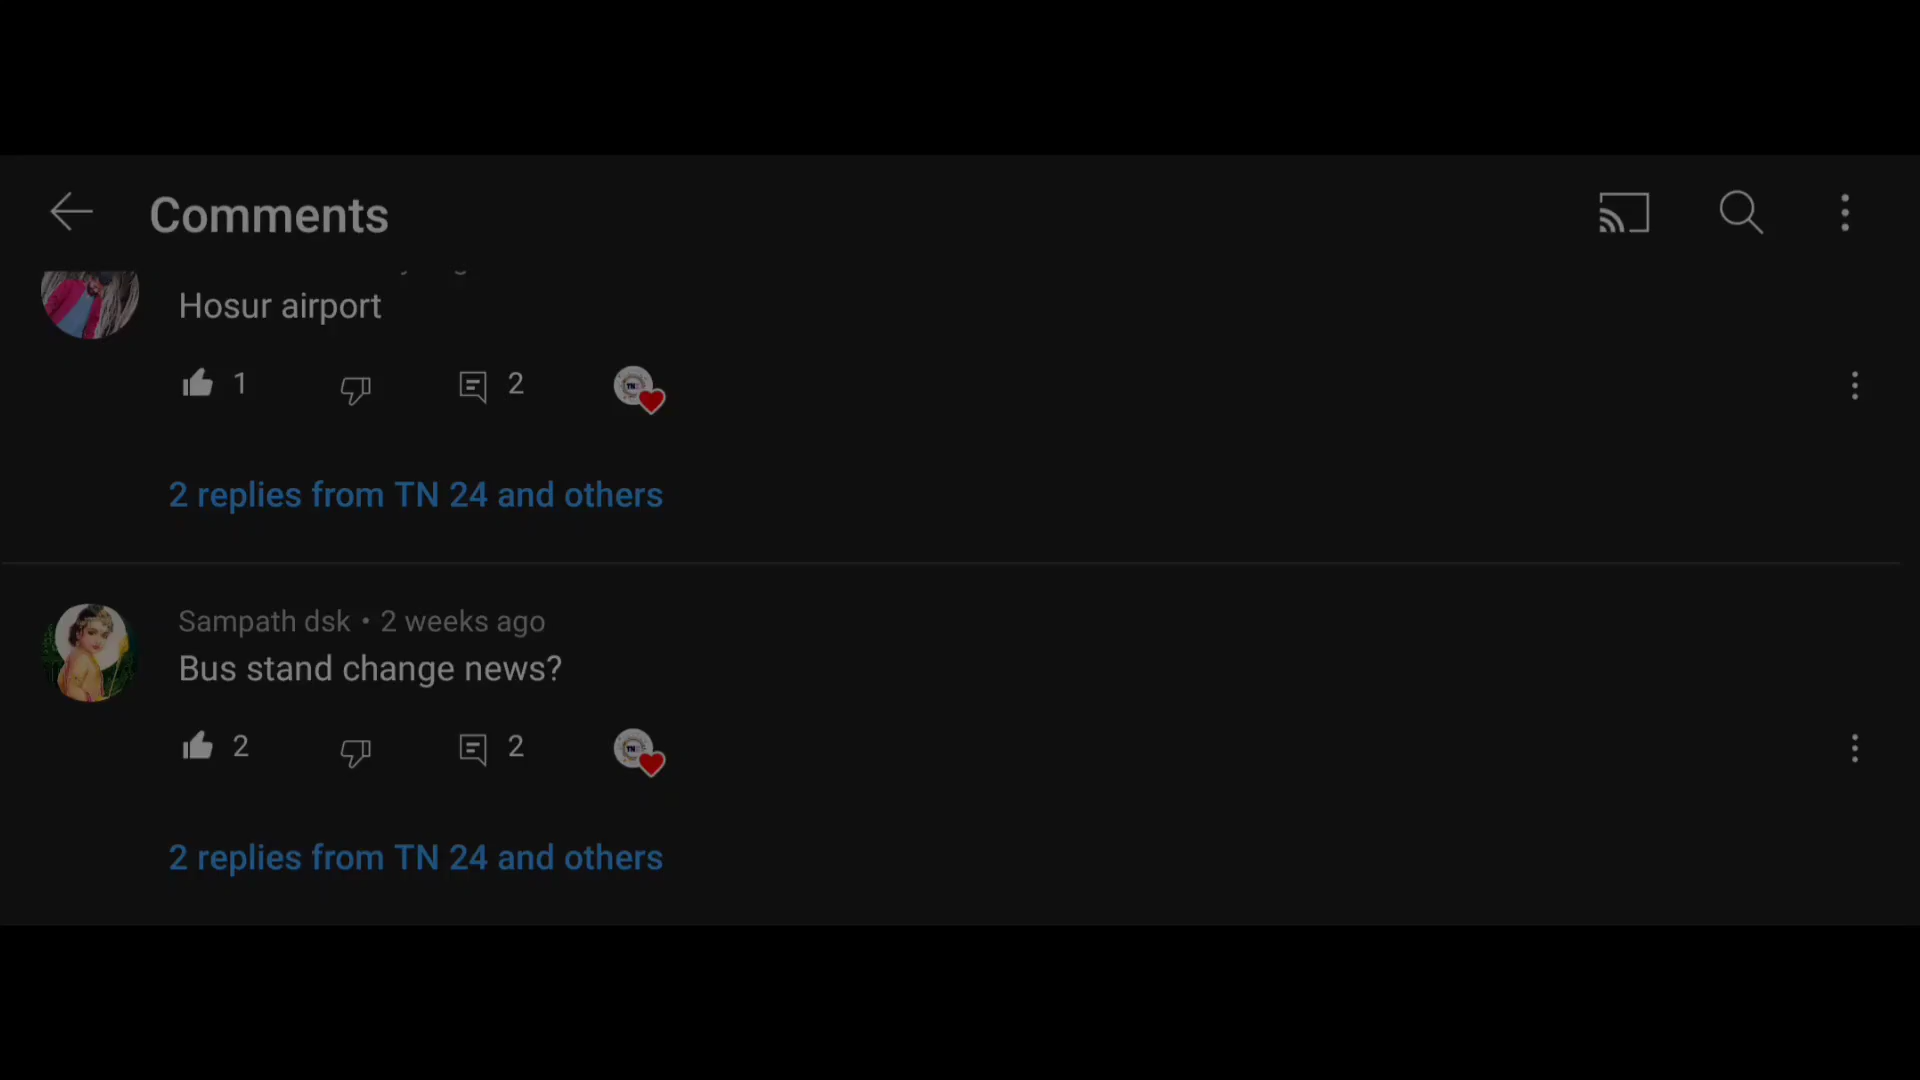 Comments
Hosur airport
1 2
2 replies from TN 24 and others
Sampath dsk • 2 weeks ago
Bus stand change news?
2 2
2 replies from TN 24 and others